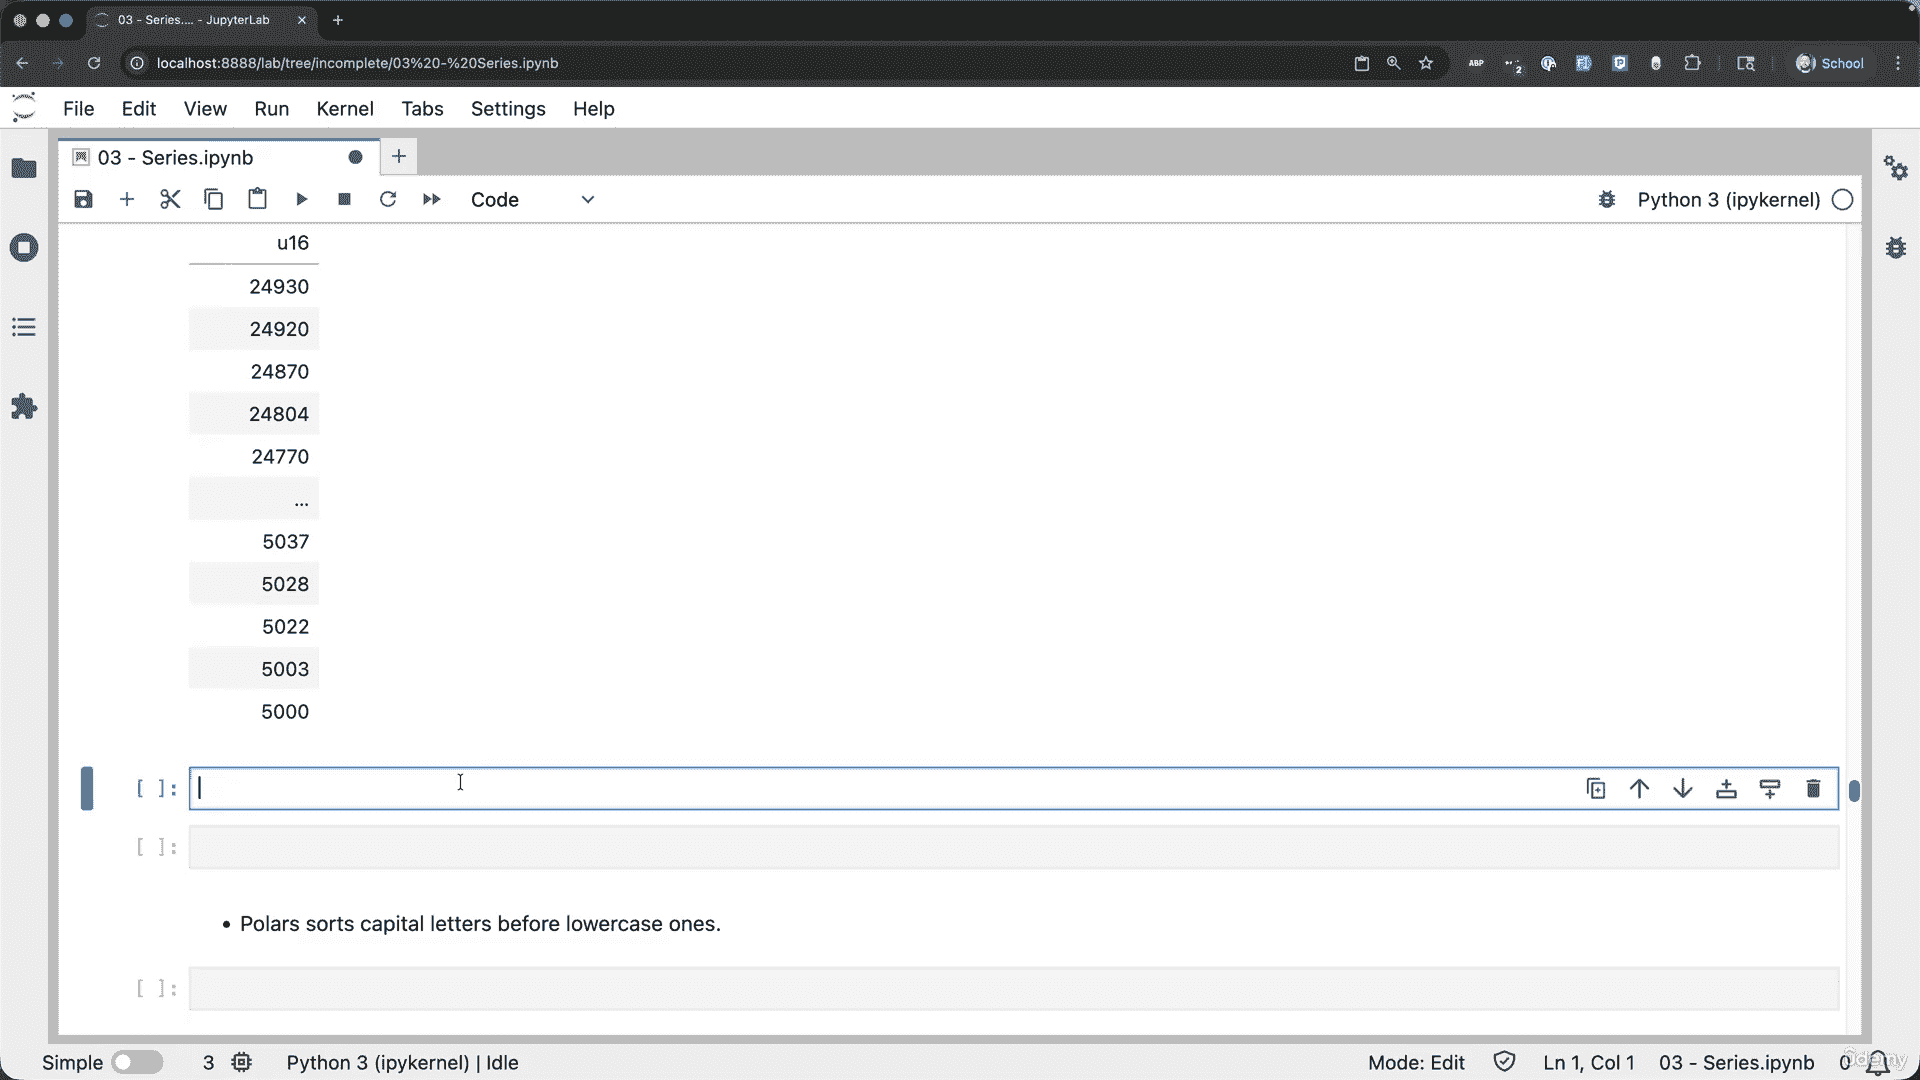 03 - Series.... - JupyterLab
localhost:8888/lab/tree/incomplete/03%20-%20Series.ipynb
ABP
2
School
File Edit View Run Kernel Tabs Settings Help
03 - Series.ipynb
Code
Python 3 (ipykernel)
u16
24930
24920
24870
24804
24770
...
5037
5028
5022
5003
5000
[ ]:
[ ]:
• Polars sorts capital letters before lowercase ones.
[ ]:
Simple 3 Python 3 (ipykernel) | Idle Mode: Edit Ln 1, Col 1 03 - Series.ipynb 0
ûdemy